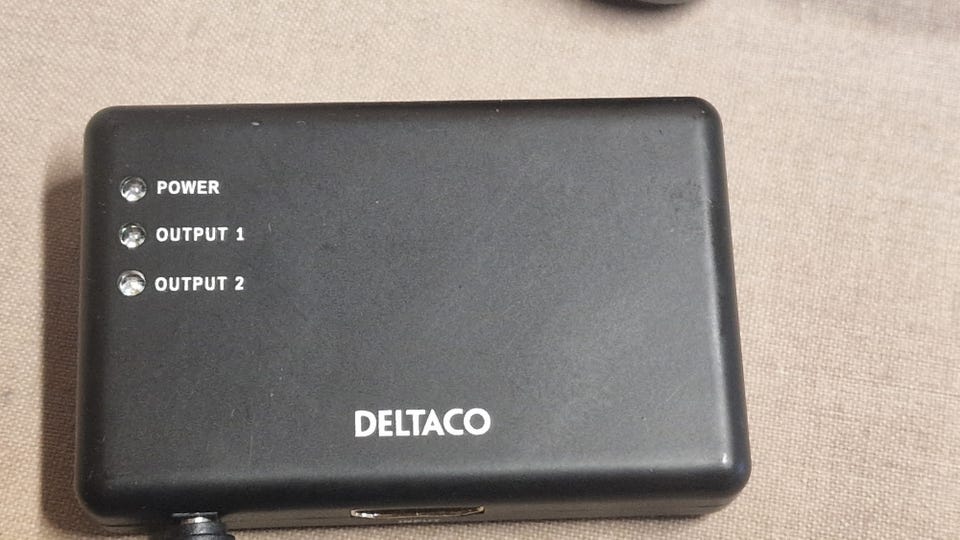 POWER
OUTPUT 1
OUTPUT 2
DELTACO